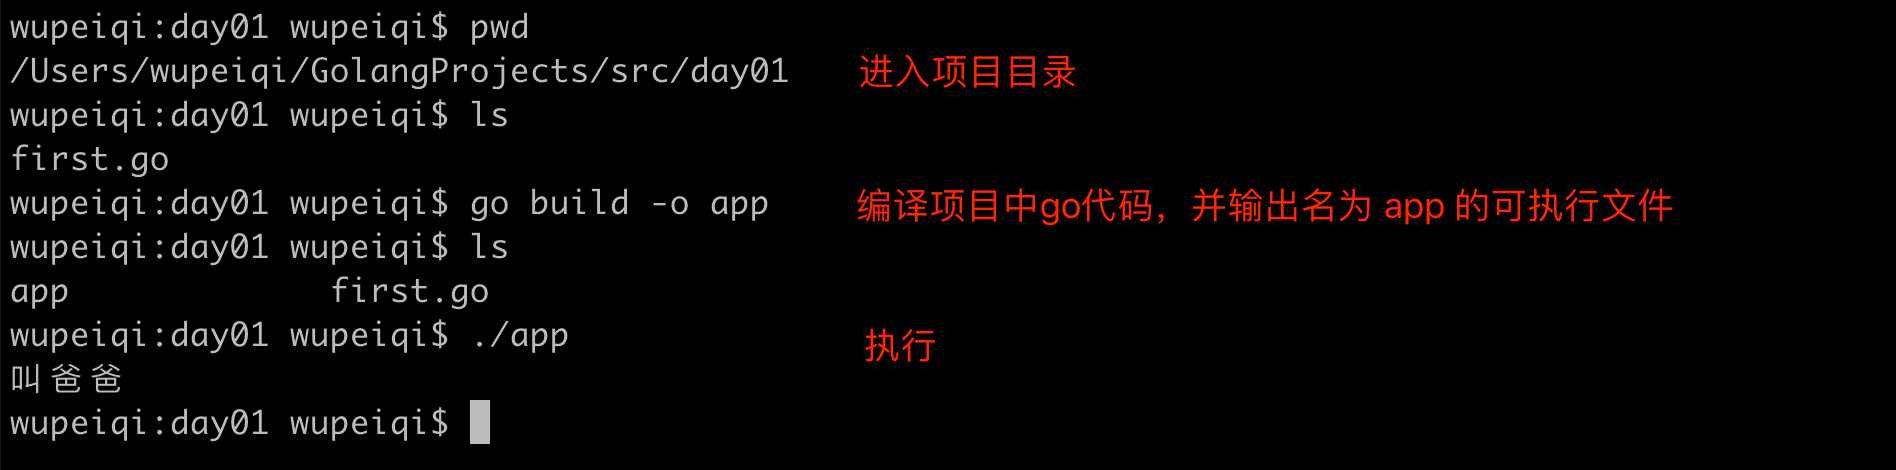 wupeiqi:day01 wupeiqi$ pwd
/Users/wupeiqi/GolangProjects/src/day01 进入项目目录
wupeiqi:day01 wupeiqi$ ls
first.go
wupeiqi:day01 wupeiqi$ go build -o app 编译项目中go代码，并输出名为 app 的可执行文件
wupeiqi:day01 wupeiqi$ ls
app first.go
wupeiqi:day01 wupeiqi$ ./app 执行
叫爸爸
wupeiqi:day01 wupeiqi$